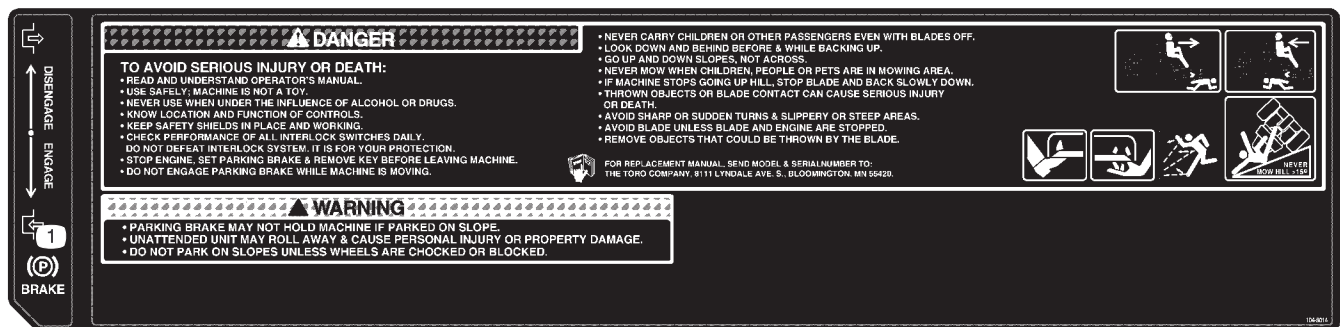 DISENGAGE ENGAGE
1
(P)
BRAKE
DANGER
TO AVOID SERIOUS INJURY OR DEATH:
• READ AND UNDERSTAND OPERATOR'S MANUAL.
• USE SAFELY; MACHINE IS NOT A TOY.
• NEVER USE WHEN UNDER THE INFLUENCE OF ALCOHOL OR DRUGS.
• KNOW LOCATION AND FUNCTION OF CONTROLS.
• KEEP SAFETY SHIELDS IN PLACE AND WORKING.
• CHECK PERFORMANCE OF ALL INTERLOCK SWITCHES DAILY.
DO NOT DEFEAT INTERLOCK SYSTEM. IT IS FOR YOUR PROTECTION.
• STOP ENGINE, SET PARKING BRAKE & REMOVE KEY BEFORE LEAVING MACHINE.
• DO NOT ENGAGE PARKING BRAKE WHILE MACHINE IS MOVING.
• NEVER CARRY CHILDREN OR OTHER PASSENGERS EVEN WITH BLADES OFF.
• LOOK DOWN AND BEHIND BEFORE & WHILE BACKING UP.
• GO UP AND DOWN SLOPES, NOT ACROSS.
• NEVER MOW WHEN CHILDREN, PEOPLE OR PETS ARE IN MOWING AREA.
• IF MACHINE STOPS GOING UP HILL, STOP BLADE AND BACK SLOWLY DOWN.
• THROWN OBJECTS OR BLADE CONTACT CAN CAUSE SERIOUS INJURY
OR DEATH.
• AVOID SHARP OR SUDDEN TURNS & SLIPPERY OR STEEP AREAS.
• AVOID BLADE UNLESS BLADE AND ENGINE ARE STOPPED.
• REMOVE OBJECTS THAT COULD BE THROWN BY THE BLADE.
FOR REPLACEMENT MANUAL, SEND MODEL & SERIALNUMBER TO:
THE TORO COMPANY, 8111 LYNDALE AVE. S., BLOOMINGTON, MN 55420.
NEVER
MOW HILL >15º
WARNING
• PARKING BRAKE MAY NOT HOLD MACHINE IF PARKED ON SLOPE.
• UNATTENDED UNIT MAY ROLL AWAY & CAUSE PERSONAL INJURY OR PROPERTY DAMAGE.
• DO NOT PARK ON SLOPES UNLESS WHEELS ARE CHOCKED OR BLOCKED.
104-8014